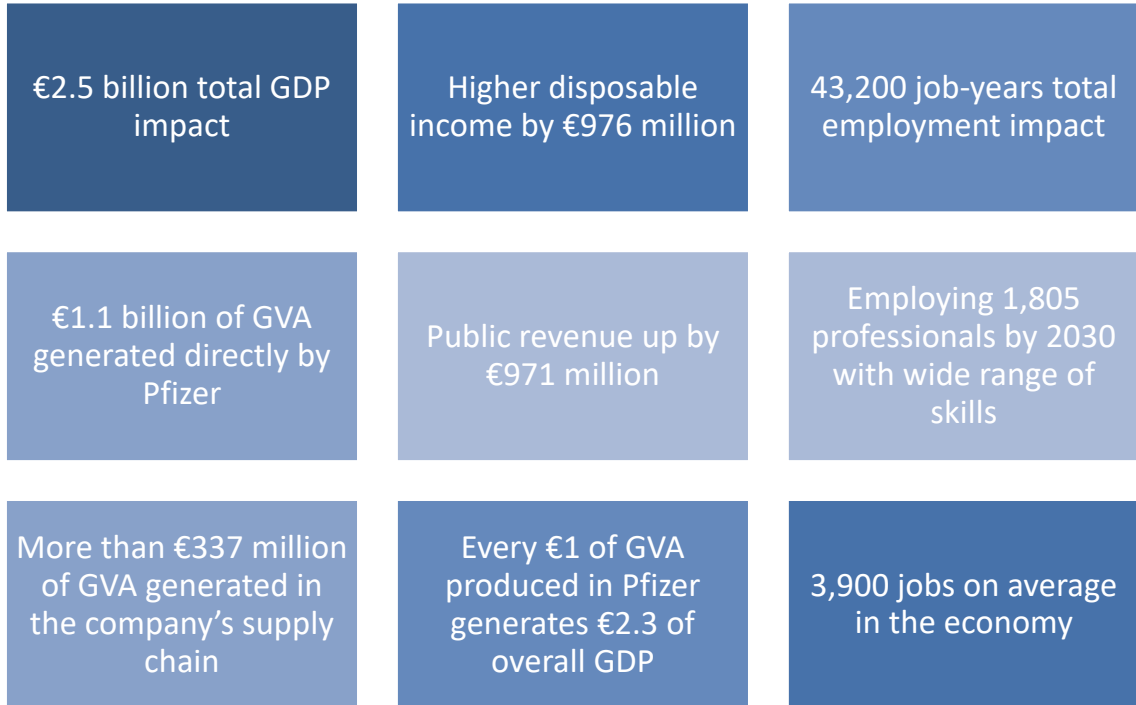 €2.5 billion total GDP
impact
Higher disposable
income by €976 million
43,200 job-years total
employment impact
€1.1 billion of GVA
generated directly by
Pfizer
Public revenue up by
€971 million
Employing 1,805
professionals by 2030
with wide range of
skills
More than €337 million
of GVA generated in
the company’s supply
chain
Every €1 of GVA
produced in Pfizer
generates €2.3 of
overall GDP
3,900 jobs on average
in the economy